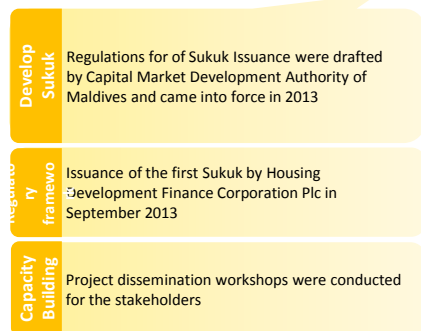 Develop
Sukuk
Regulations for of Sukuk Issuance were drafted
by Capital Market Development Authority of
Maldives and came into force in 2013
Regulato
ry
framewo
Issuance of the first Sukuk by Housing
Development Finance Corporation Plc in
September 2013
Capacity
Building
Project dissemination workshops were conducted
for the stakeholders